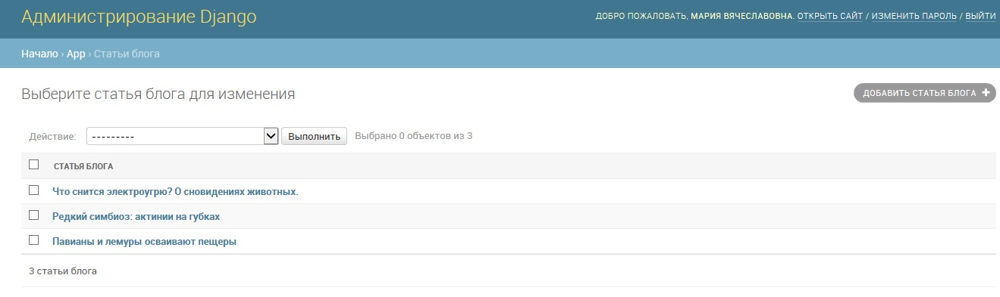 Администрирование Django
ДОБРО ПОЖАЛОВАТЬ, МАРИЯ ВЯЧЕСЛАВОВНА. ОТКРЫТЬ САЙТ / ИЗМЕНИТЬ ПАРОЛЬ / ВЫЙТИ
Начало › App › Статьи блога
Выберите статья блога для изменения
ДОБАВИТЬ СТАТЬЯ БЛОГА +
Действие: --------- Выполнить Выбрано 0 объектов из 3
СТАТЬЯ БЛОГА
Что снится электроугрю? О сновидениях животных.
Редкий симбиоз: актинии на губках
Павианы и лемуры осваивают пещеры
3 статьи блога